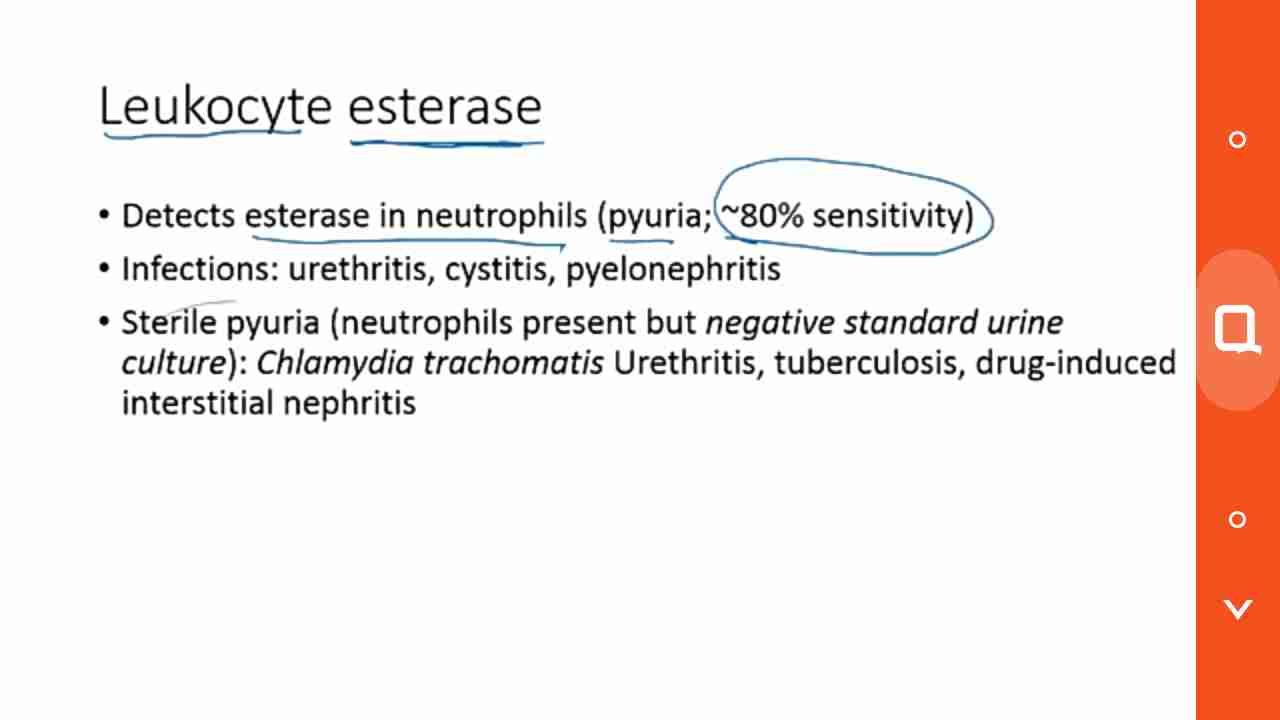 Leukocyte esterase
• Detects esterase in neutrophils (pyuria; ~80% sensitivity)
• Infections: urethritis, cystitis, pyelonephritis
• Sterile pyuria (neutrophils present but negative standard urine
culture): Chlamydia trachomatis Urethritis, tuberculosis, drug-induced
interstitial nephritis